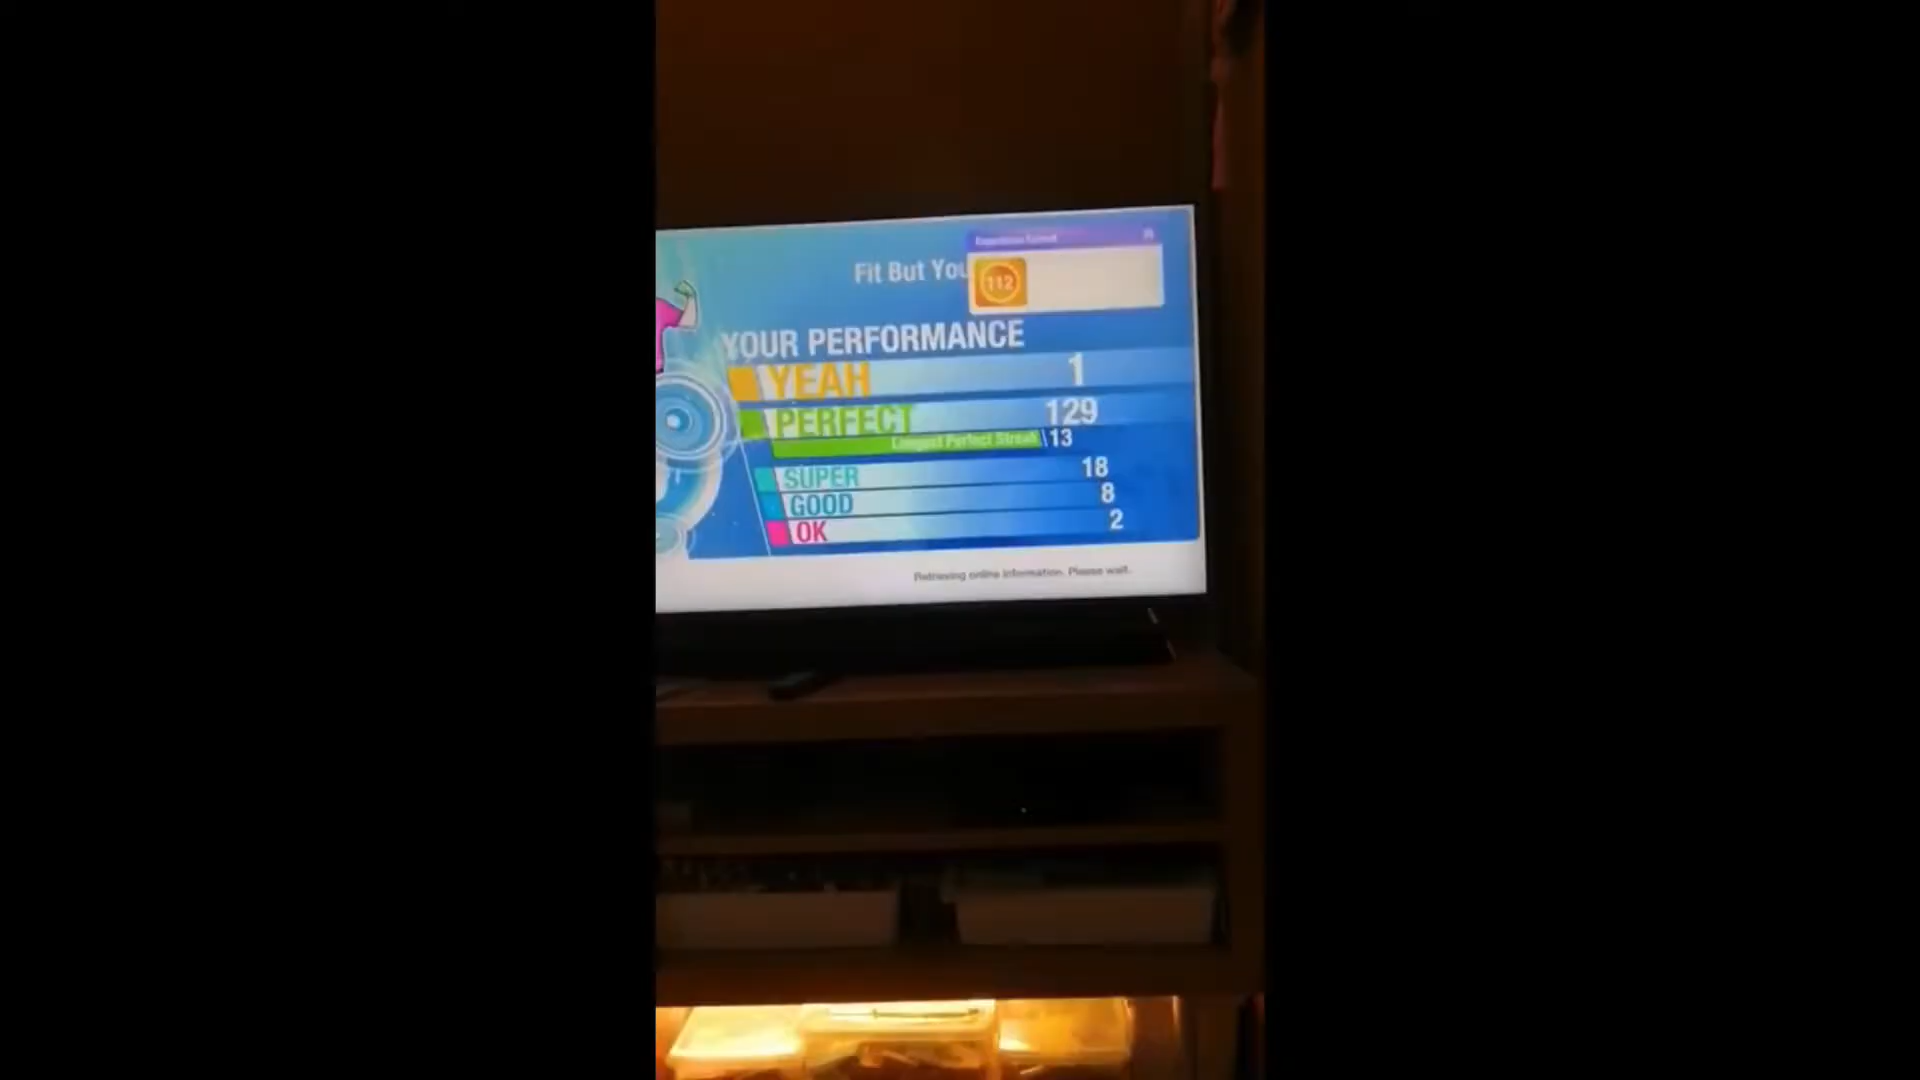 Fit But You
112
YOUR PERFORMANCE
YEAH 1
PERFECT 129
Longest Perfect Streak 13
SUPER 18
GOOD 8
OK 2
Retrieving online information. Please wait.